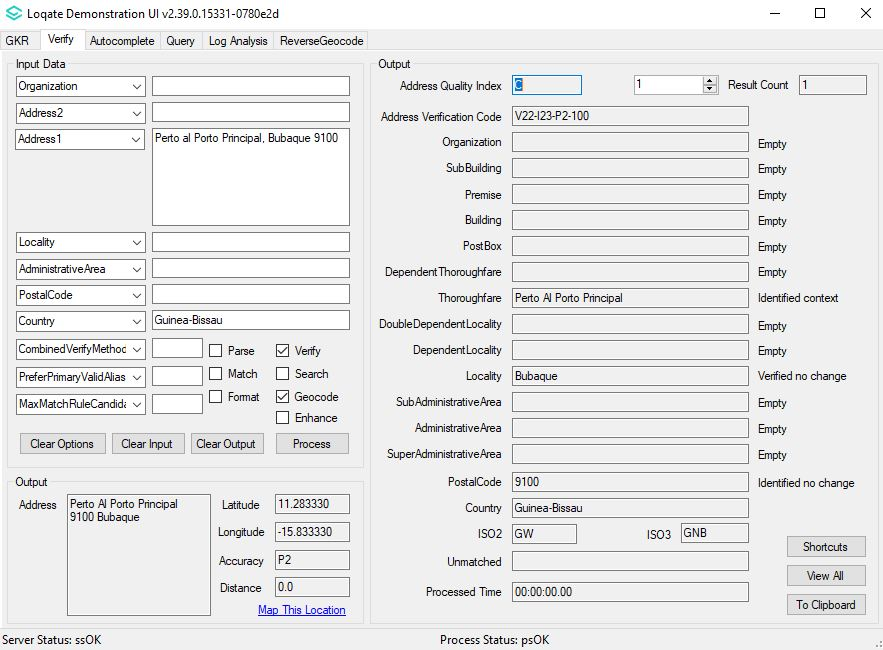 Loqate Demonstration UI v2.39.0.15331-0780e2d
GKR Verify Autocomplete Query Log Analysis ReverseGeocode
Input Data
Organization
Address2
Address1 Perto al Porto Principal, Bubaque 9100
Locality
AdministrativeArea
PostalCode
Country Guinea-Bissau
CombinedVerifyMethod Parse Verify
PreferPrimaryValidAlias Match Search
MaxMatchRuleCandida Format Geocode
Enhance
Clear Options Clear Input Clear Output Process
Output
Address Perto Al Porto Principal
9100 Bubaque
Latitude 11.283330
Longitude -15.833330
Accuracy P2
Distance 0.0
Map This Location
Output
Address Quality Index C 1 Result Count 1
Address Verification Code V22-I23-P2-100
Organization Empty
SubBuilding Empty
Premise Empty
Building Empty
PostBox Empty
DependentThoroughfare Empty
Thoroughfare Perto Al Porto Principal Identified context
DoubleDependentLocality Empty
DependentLocality Empty
Locality Bubaque Verified no change
SubAdministrativeArea Empty
AdministrativeArea Empty
SuperAdministrativeArea Empty
PostalCode 9100 Identified no change
Country Guinea-Bissau
ISO2 GW ISO3 GNB
Unmatched
Processed Time 00:00:00.00
Shortcuts
View All
To Clipboard
Server Status: ssOK Process Status: psOK